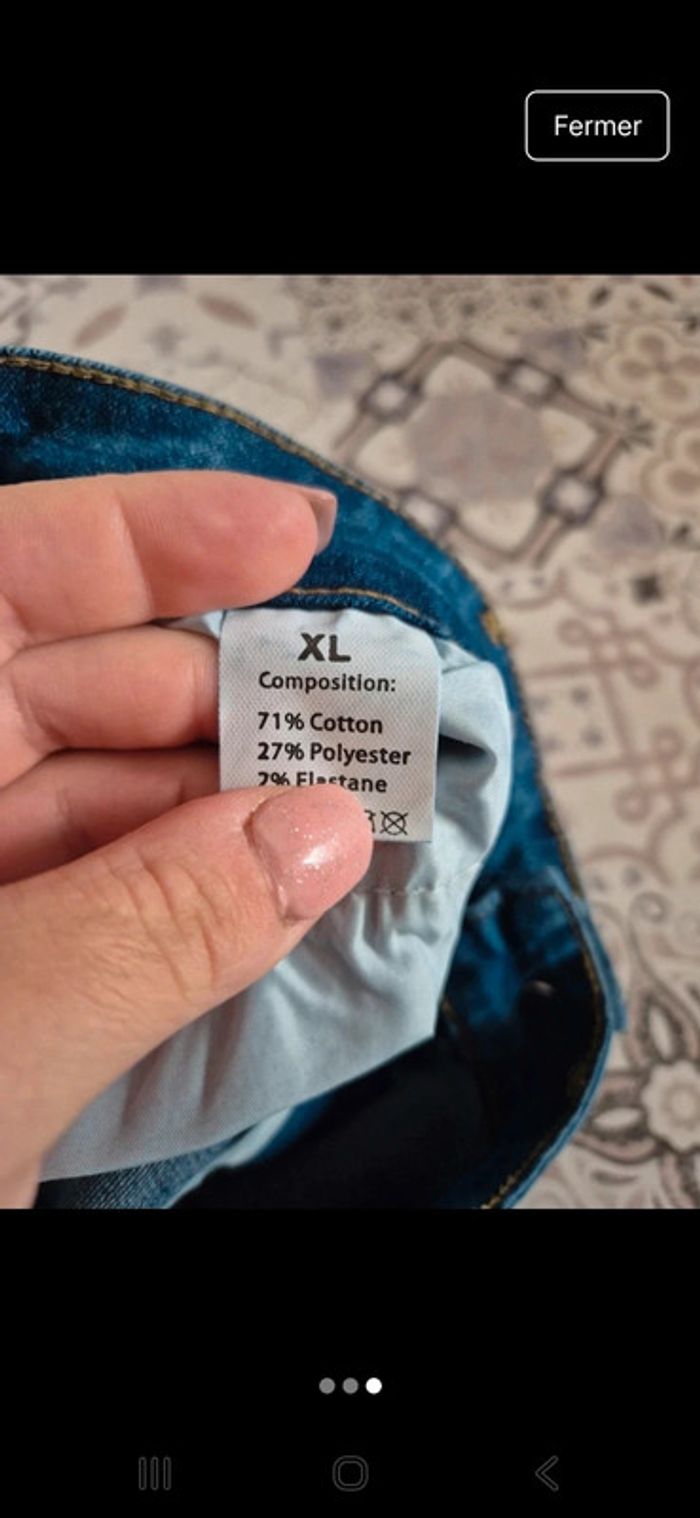 Fermer
XL
Composition:
71% Cotton
27% Polyester
2% Elastane